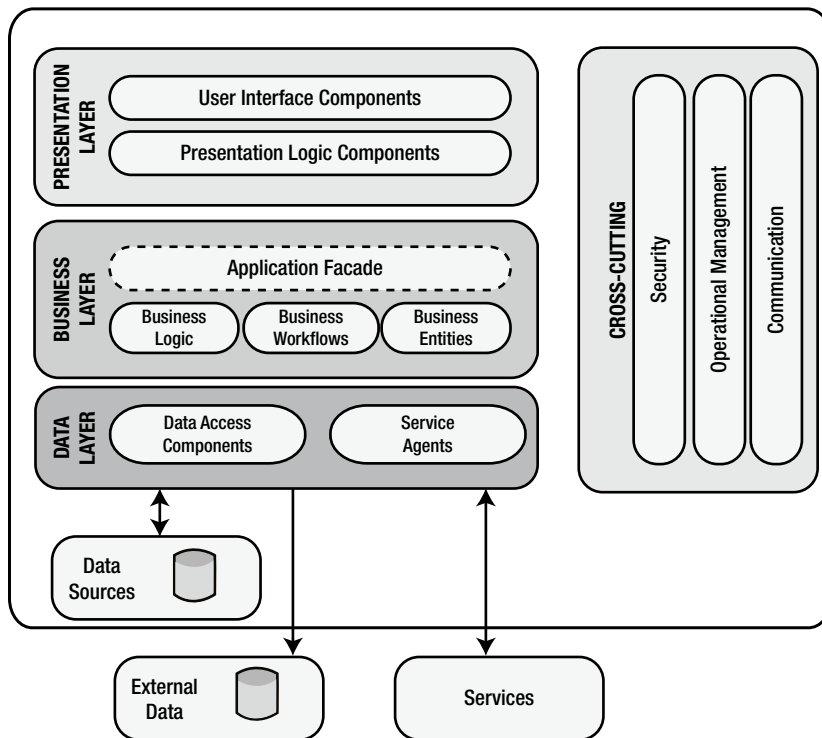 PRESENTATION
LAYER
User Interface Components
Presentation Logic Components
BUSINESS
LAYER
Application Facade
Business
Logic
Business
Workflows
Business
Entities
DATA
LAYER
Data Access
Components
Service
Agents
CROSS-CUTTING
Security
Operational Management
Communication
Data
Sources
External
Data
Services